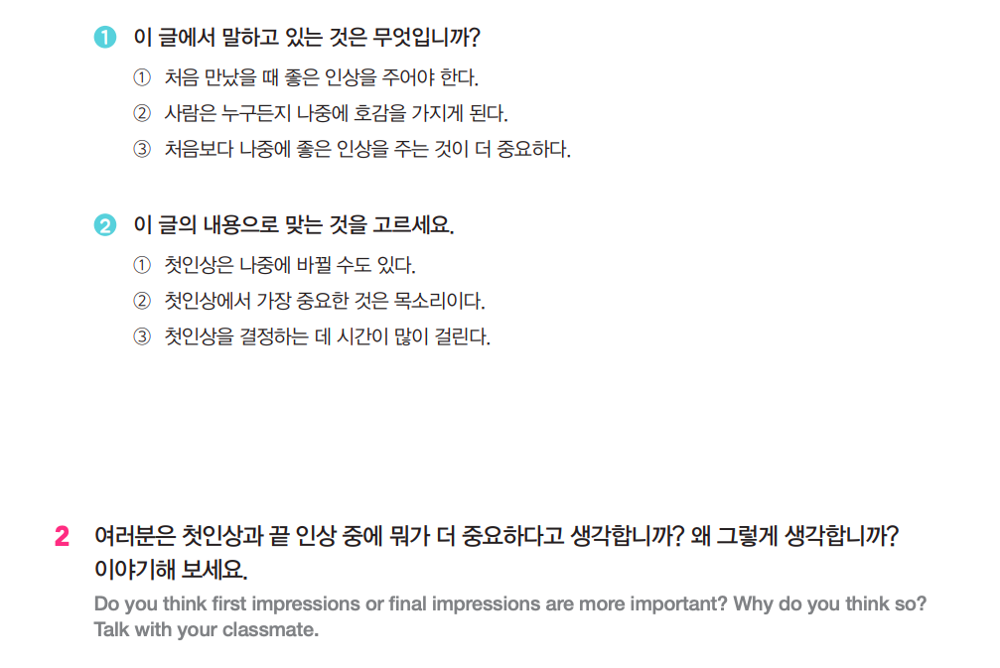 1 이 글에서 말하고 있는 것은 무엇입니까?
① 처음 만났을 때 좋은 인상을 주어야 한다.
② 사람은 누구든지 나중에 호감을 가지게 된다.
③ 처음보다 나중에 좋은 인상을 주는 것이 더 중요하다.
2 이 글의 내용으로 맞는 것을 고르세요.
① 첫인상은 나중에 바뀔 수도 있다.
② 첫인상에서 가장 중요한 것은 목소리이다.
③ 첫인상을 결정하는 데 시간이 많이 걸린다.
2 여러분은 첫인상과 끝 인상 중에 뭐가 더 중요하다고 생각합니까? 왜 그렇게 생각합니까?
이야기해 보세요.
Do you think first impressions or final impressions are more important? Why do you think so?
Talk with your classmate.